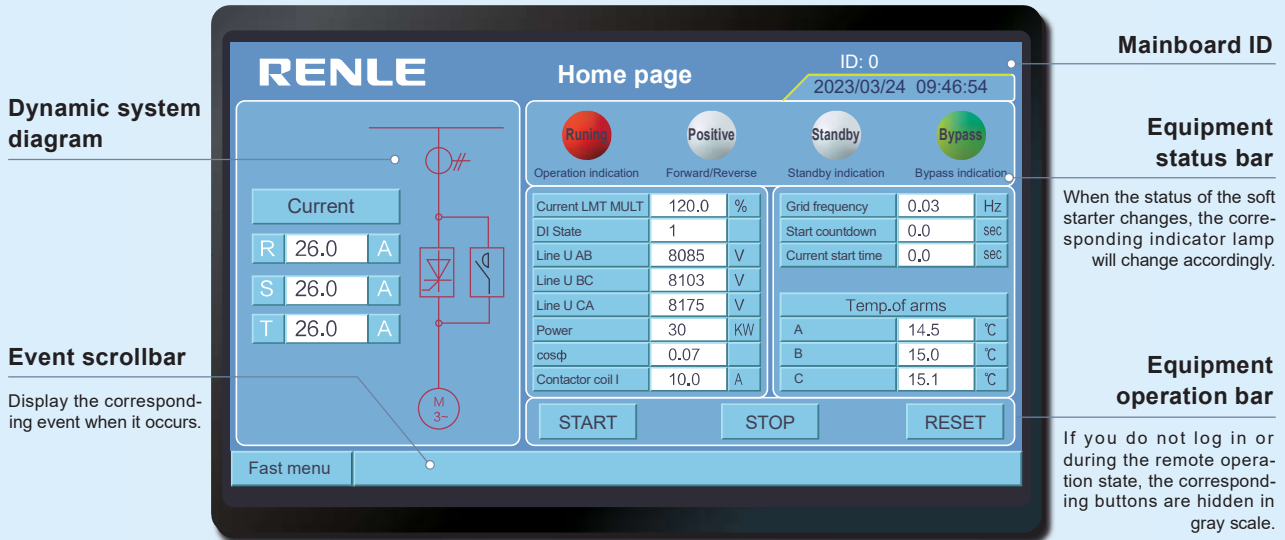 Dynamic system
diagram
Event scrollbar
Display the correspond-
ing event when it occurs.
RENLE
Home page
ID: 0
2023/03/24 09:46:54
Current
R 26.0 A
S 26.0 A
T 26.0 A
M
3~
Runing
Positive
Standby
Bypass
Operation indication
Forward/Reverse
Standby indication
Bypass indication
Current LMT MULT 120.0 %
DI State 1
Line U AB 8085 V
Line U BC 8103 V
Line U CA 8175 V
Power 30 KW
cosф 0.07
Contactor coil I 10.0 A
Grid frequency 0.03 Hz
Start countdown 0.0 sec
Current start time 0.0 sec
Temp.of arms
A 14.5 ℃
B 15.0 ℃
C 15.1 ℃
START
STOP
RESET
Fast menu
Mainboard ID
Equipment
status bar
When the status of the soft
starter changes, the corre-
sponding indicator lamp
will change accordingly.
Equipment
operation bar
If you do not log in or
during the remote opera-
tion state, the correspond-
ing buttons are hidden in
gray scale.